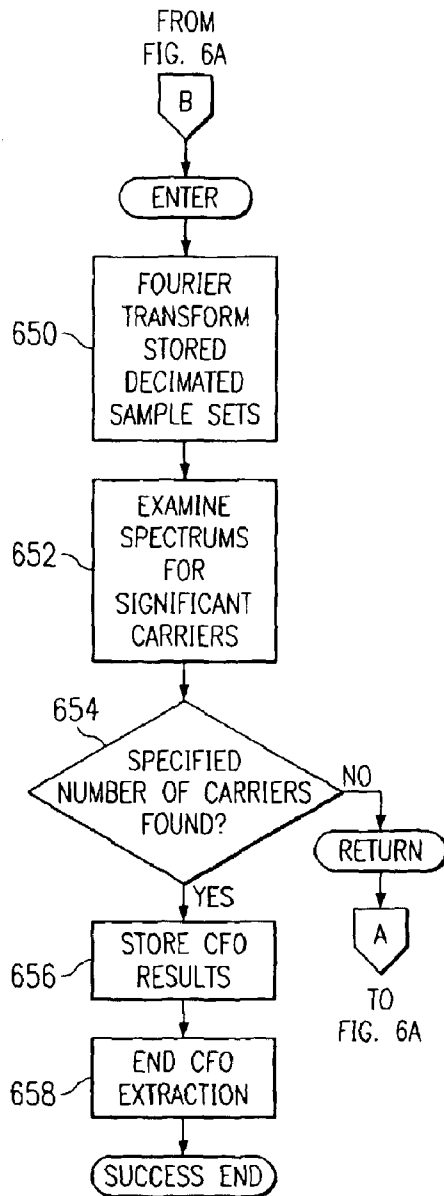 FROM
FIG. 6A
B
ENTER
650
FOURIER
TRANSFORM
STORED
DECIMATED
SAMPLE SETS
652
EXAMINE
SPECTRUMS
FOR
SIGNIFICANT
CARRIERS
654
SPECIFIED
NUMBER OF CARRIERS
FOUND?
NO
RETURN
A
TO
FIG. 6A
YES
656
STORE CFO
RESULTS
658
END CFO
EXTRACTION
SUCCESS END